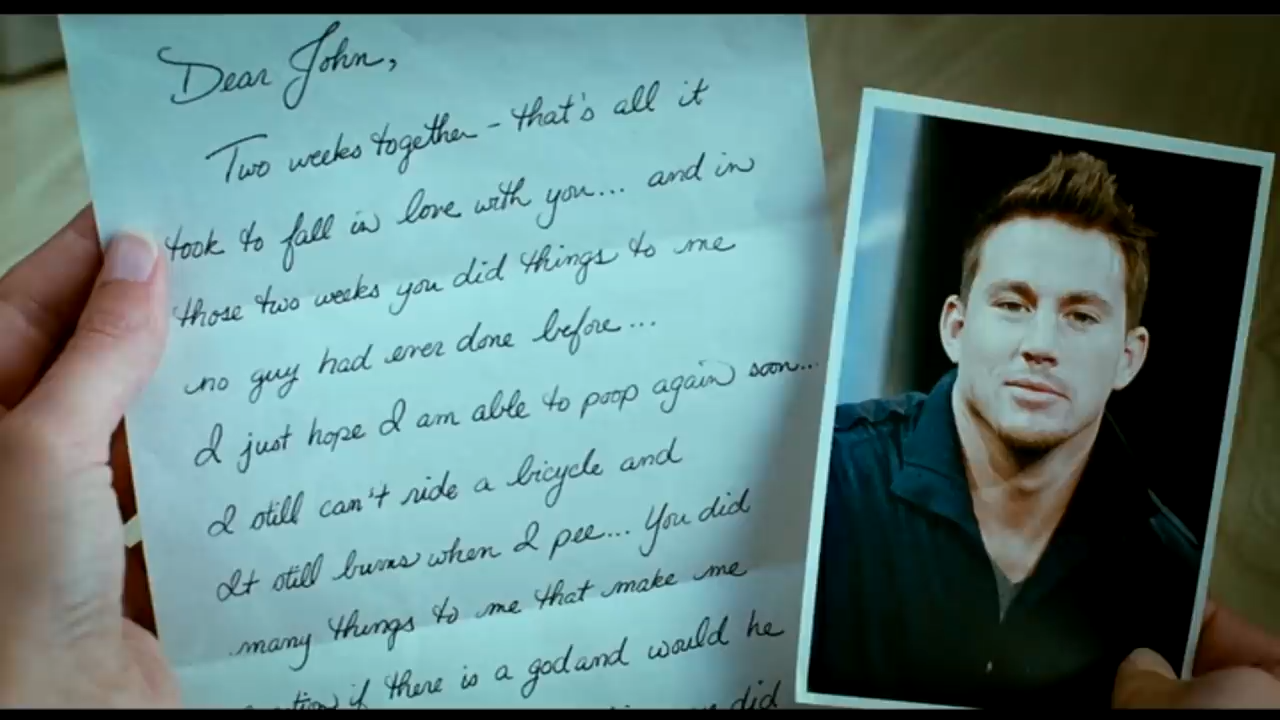 Dear John,
Two weeks together - that's all it
took to fall in love with you... and in
those two weeks you did things to me
no guy had ever done before...
I just hope I am able to poop again soon...
I still can't ride a bicycle and
It still burns when I pee... You did
many things to me that make me
if there is a god and would he
did